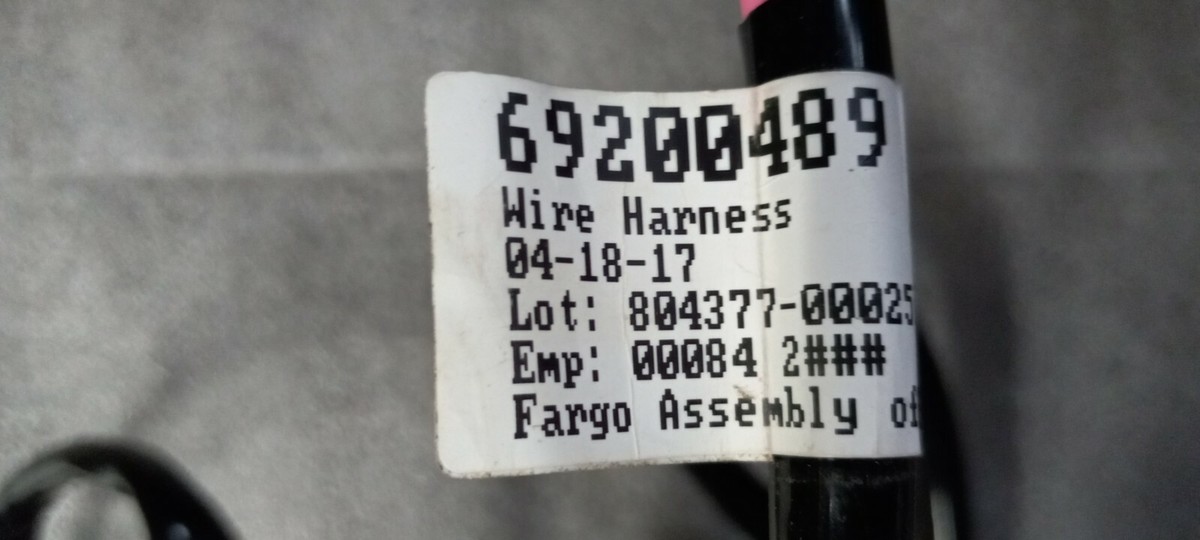 69200489
Wire Harness
04-18-17
Lot: 804377-00025
Emp: 00084 2###
Fargo Assembly of